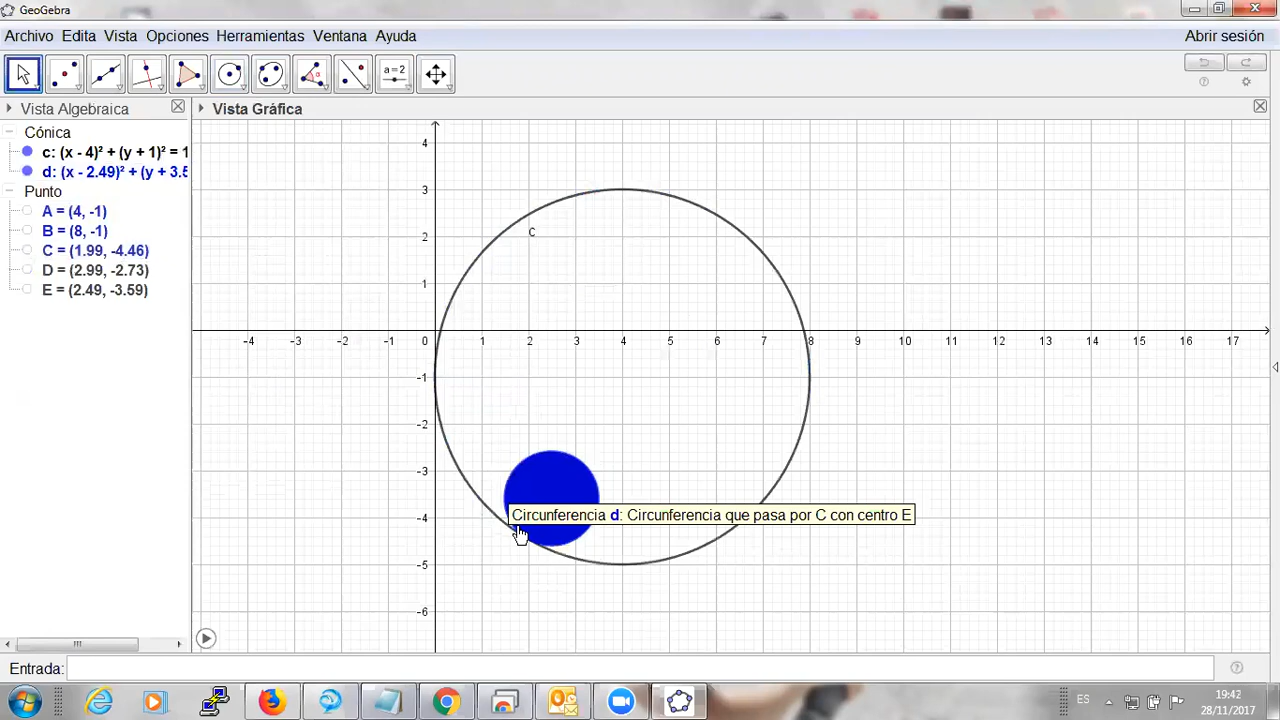 GeoGebra
Archivo Edita Vista Opciones Herramientas Ventana Ayuda Abrir sesión
a=2
Vista Algebraica
Vista Gráfica
Cónica
c: (x - 4)² + (y + 1)² = 1
d: (x - 2.49)² + (y + 3.5
Punto
A = (4, -1)
B = (8, -1)
C = (1.99, -4.46)
D = (2.99, -2.73)
E = (2.49, -3.59)
4
3
2
c
1
-4 -3 -2 -1 0 1 2 3 4 5 6 7 8 9 10 11 12 13 14 15 16 17
-1
-2
-3
Circunferencia d: Circunferencia que pasa por C con centro E
-4
-5
-6
Entrada:
ES
19:42
28/11/2017